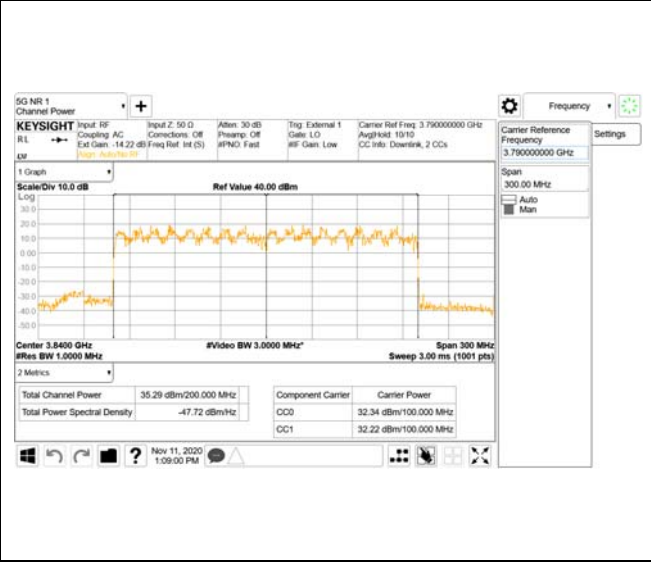 5G NR 1
Channel Power
Frequency
KEYSIGHT
Input: RF
Coupling: AC
Ext Gain: -14.22 dB
Align: Auto/No RF
Input Z: 50 Ω
Corrections: Off
Freq Ref: Int (S)
Atten: 30 dB
Preamp: Off
#PNO: Fast
Trig: External 1
Gate: LO
#IF Gain: Low
Carrier Ref Freq: 3.790000000 GHz
Avg|Hold: 10/10
CC Info: Downlink, 2 CCs
R L
Carrier Reference
Frequency
3.790000000 GHz
Settings
Span
300.00 MHz
Auto
Man
1 Graph
Scale/Div 10.0 dB
Ref Value 40.00 dBm
Log
30.0
20.0
10.0
0.00
-10.0
-20.0
-30.0
-40.0
-50.0
Center 3.8400 GHz
#Video BW 3.0000 MHz*
Span 300 MHz
#Res BW 1.0000 MHz
Sweep 3.00 ms (1001 pts)
2 Metrics
Total Channel Power
35.29 dBm/200.000 MHz
Total Power Spectral Density
-47.72 dBm/Hz
Component Carrier
Carrier Power
CC0
32.34 dBm/100.000 MHz
CC1
32.22 dBm/100.000 MHz
?
Nov 11, 2020
1:09:00 PM